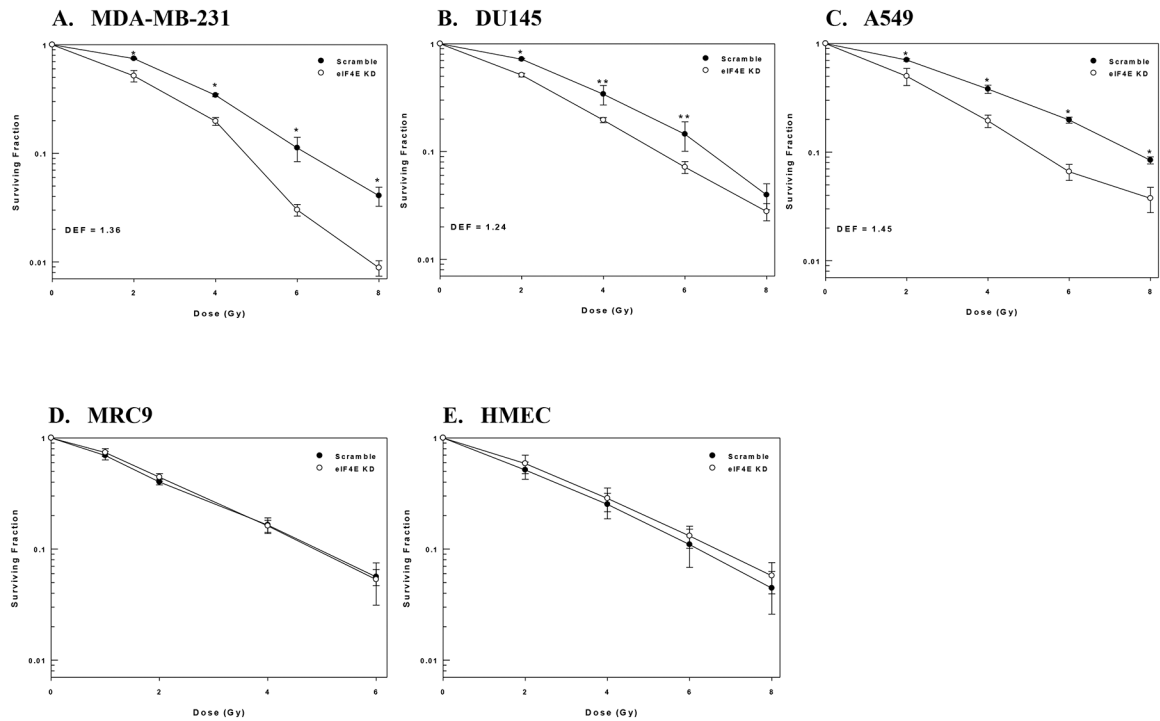 A. MDA-MB-231
1
0.1
0.01
Surviving Fraction
* * * *
Scramble
eIF4E KD
DEF = 1.36
0 2 4 6 8
Dose (Gy)
B. DU145
1
0.1
0.01
Surviving Fraction
* ** **
Scramble
eIF4E KD
DEF = 1.24
0 2 4 6 8
Dose (Gy)
C. A549
1
0.1
0.01
Surviving Fraction
* * * *
Scramble
eIF4E KD
DEF = 1.45
0 2 4 6 8
Dose (Gy)
D. MRC9
1
0.1
0.01
Surviving Fraction
Scramble
eIF4E KD
0 2 4 6
Dose (Gy)
E. HMEC
1
0.1
0.01
Surviving Fraction
Scramble
eIF4E KD
0 2 4 6 8
Dose (Gy)